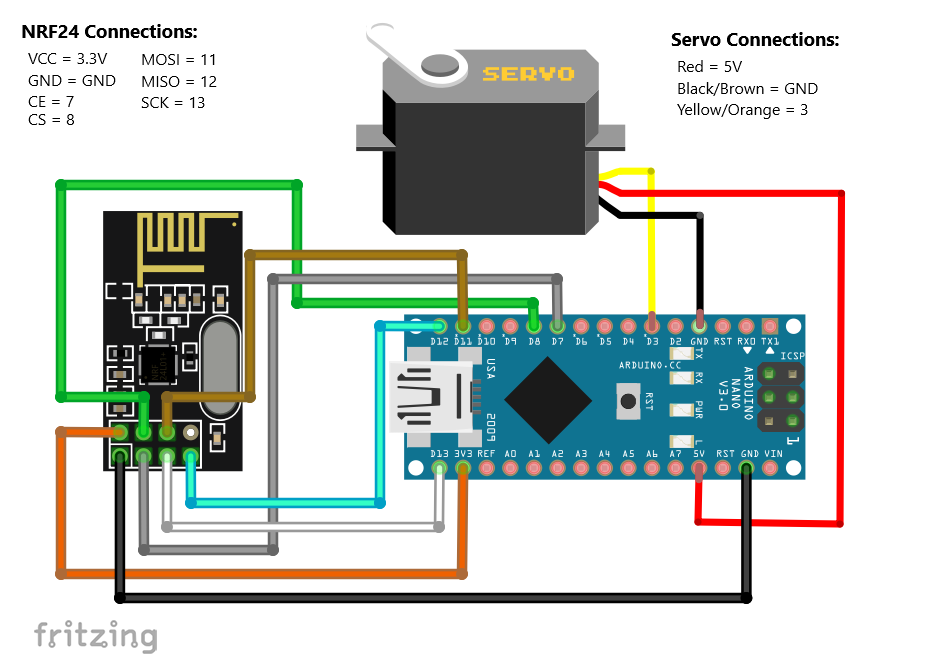 NRF24 Connections:
VCC = 3.3V
GND = GND
CE = 7
CS = 8
MOSI = 11
MISO = 12
SCK = 13
SERVO
Servo Connections:
Red = 5V
Black/Brown = GND
Yellow/Orange = 3
D12 D11 D10 D9 D8 D7 D6 D5 D4 D3 D2 GND RST RX0 TX1
ARDUINO.CC
TX
RX
PWR
L
RST
ICSP
1
ARDUINO
NANO
V3.0
USA
2009
D13 3V3 REF A0 A1 A2 A3 A4 A5 A6 A7 5V RST GND VIN
fritzing